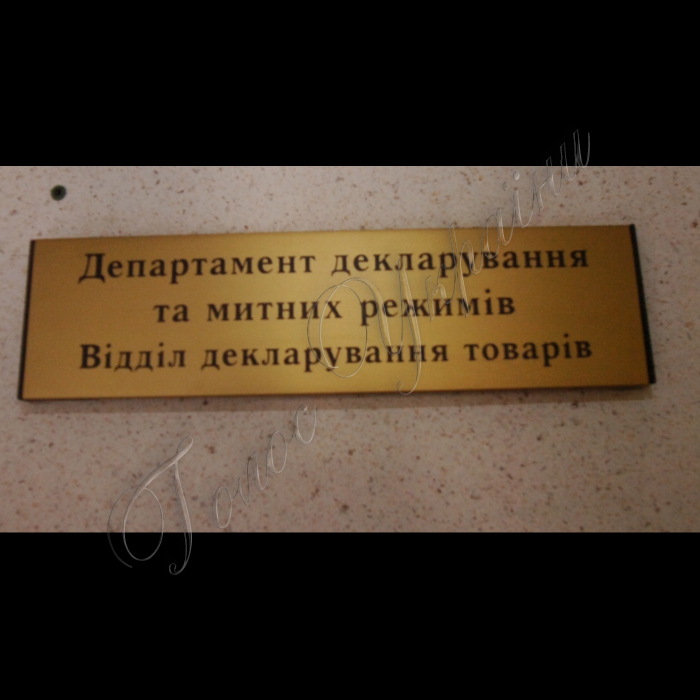 Департамент декларування
та митних режимів
Відділ декларування товарів
Голос України